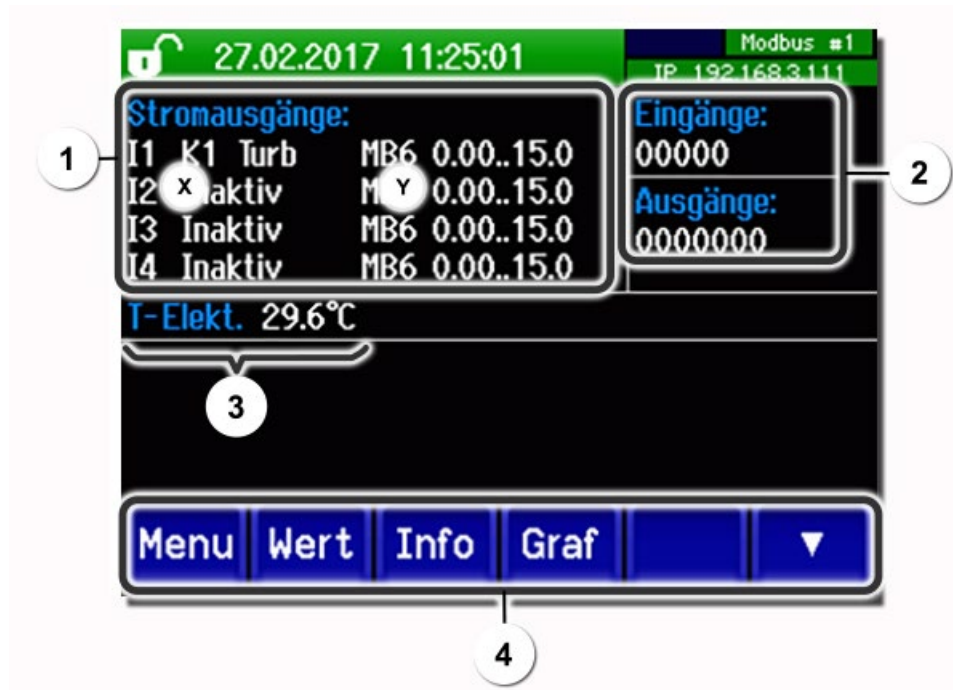 27.02.2017 11:25:01
Modbus #1
IP 192.168.3.111
Stromausgänge:
I1 K1 Turb MB6 0.00..15.0
I2 X 0.00..15.0
Y
I3 Inaktiv MB6 0.00..15.0
I4 Inaktiv MB6 0.00..15.0
Eingänge:
00000
Ausgänge:
0000000
T-Elekt. 29.6°C
Menu Wert Info Graf
1
2
3
4